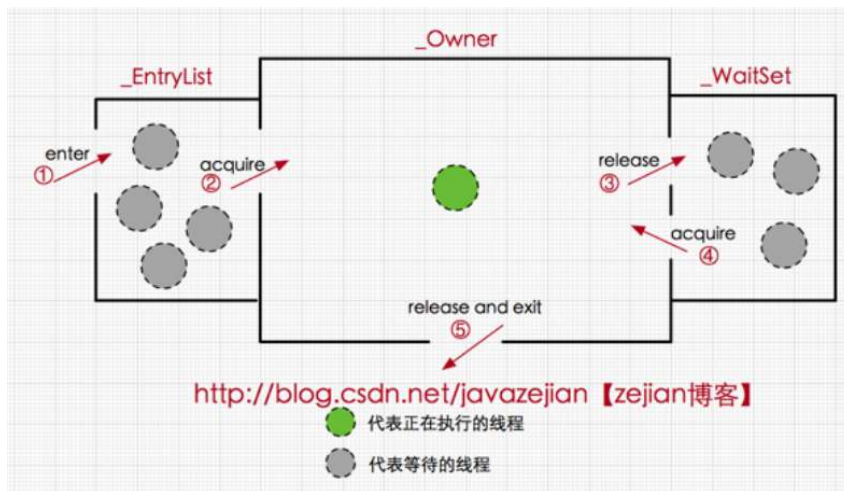 _Owner
_EntryList
_WaitSet
enter
①
acquire
②
release
③
acquire
④
release and exit
⑤
http://blog.csdn.net/javazejian【zejian博客】
代表正在执行的线程
代表等待的线程